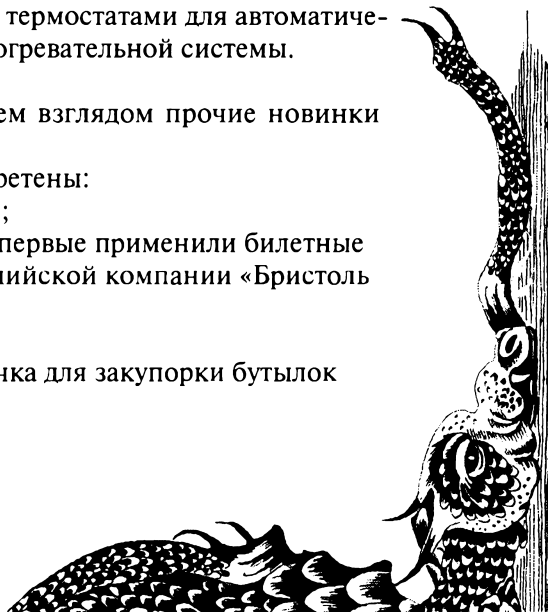 термостатами для автоматиче-
огревательной системы.
ем взглядом прочие новинки
ретены:
;
первые применили билетные
лийской компании «Бристоль
нка для закупорки бутылок